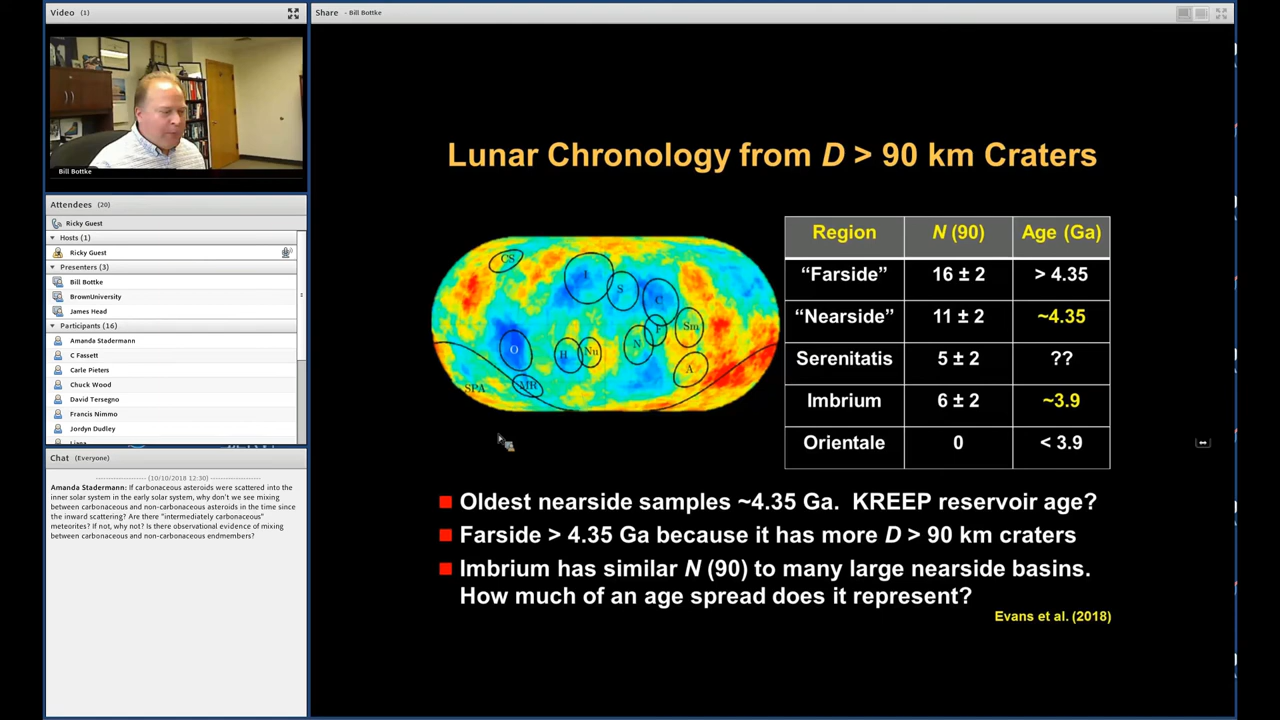 Video (1)
Bill Bottke
Attendees (20)
Ricky Guest
Hosts (1)
Ricky Guest
Presenters (3)
Bill Bottke
BrownUniversity
James Head
Participants (16)
Amanda Stadermann
C Fassett
Carle Pieters
Chuck Wood
David Tersegno
Francis Nimmo
Jordyn Dudley
Chat (Everyone)
(10/10/2018 12:30)
Amanda Stadermann: If carbonaceous asteroids were scattered into the
inner solar system in the early solar system, why don't we see mixing
between carbonaceous and non-carbonaceous asteroids in the time since
the inward scattering? Are there "intermediately carbonaceous"
meteorites? If not, why not? Is there observational evidence of mixing
between carbonaceous and non-carbonaceous endmembers?
Share - Bill Bottke
Lunar Chronology from D > 90 km Craters
CS
I
S
C
F
Sm
O
H
Nu
N
A
SPA
MR
Region N (90) Age (Ga)
“Farside” 16 ± 2 > 4.35
“Nearside” 11 ± 2 ~4.35
Serenitatis 5 ± 2 ??
Imbrium 6 ± 2 ~3.9
Orientale 0 < 3.9
Oldest nearside samples ~4.35 Ga. KREEP reservoir age?
Farside > 4.35 Ga because it has more D > 90 km craters
Imbrium has similar N (90) to many large nearside basins.
How much of an age spread does it represent?
Evans et al. (2018)